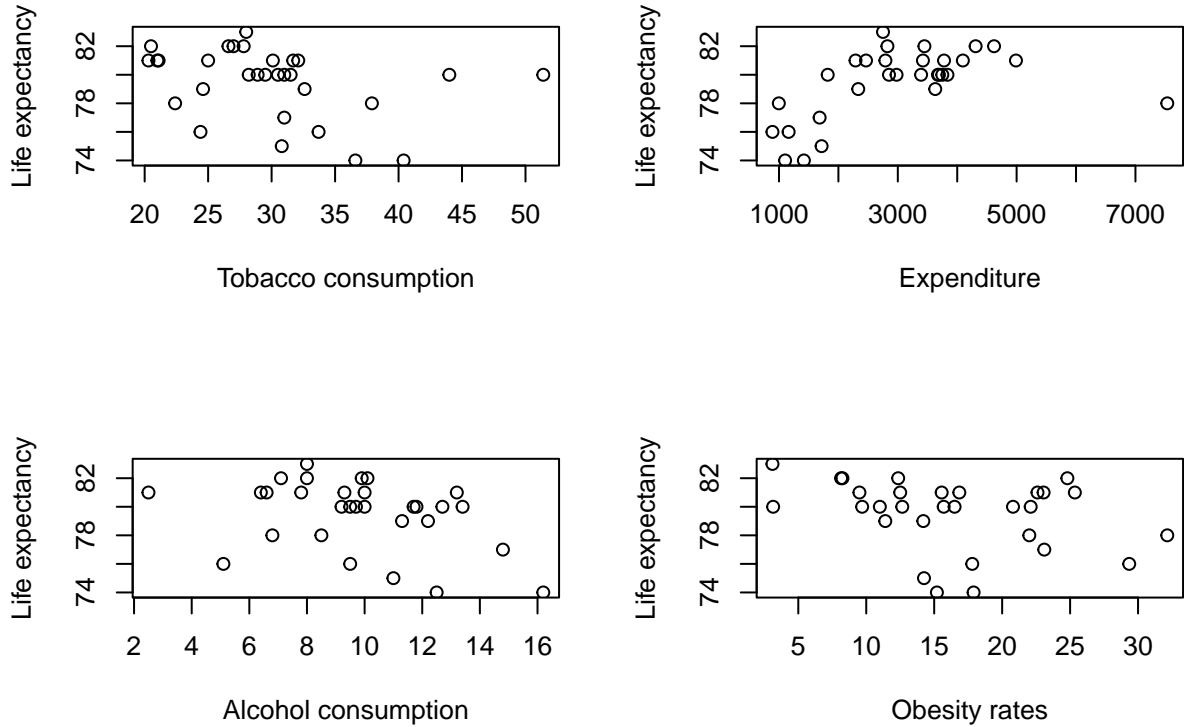 Life expectancy
74 78 82
20 25 30 35 40 45 50
Tobacco consumption
Life expectancy
74 78 82
1000 3000 5000 7000
Expenditure
Life expectancy
74 78 82
2 4 6 8 10 12 14 16
Alcohol consumption
Life expectancy
74 78 82
5 10 15 20 25 30
Obesity rates